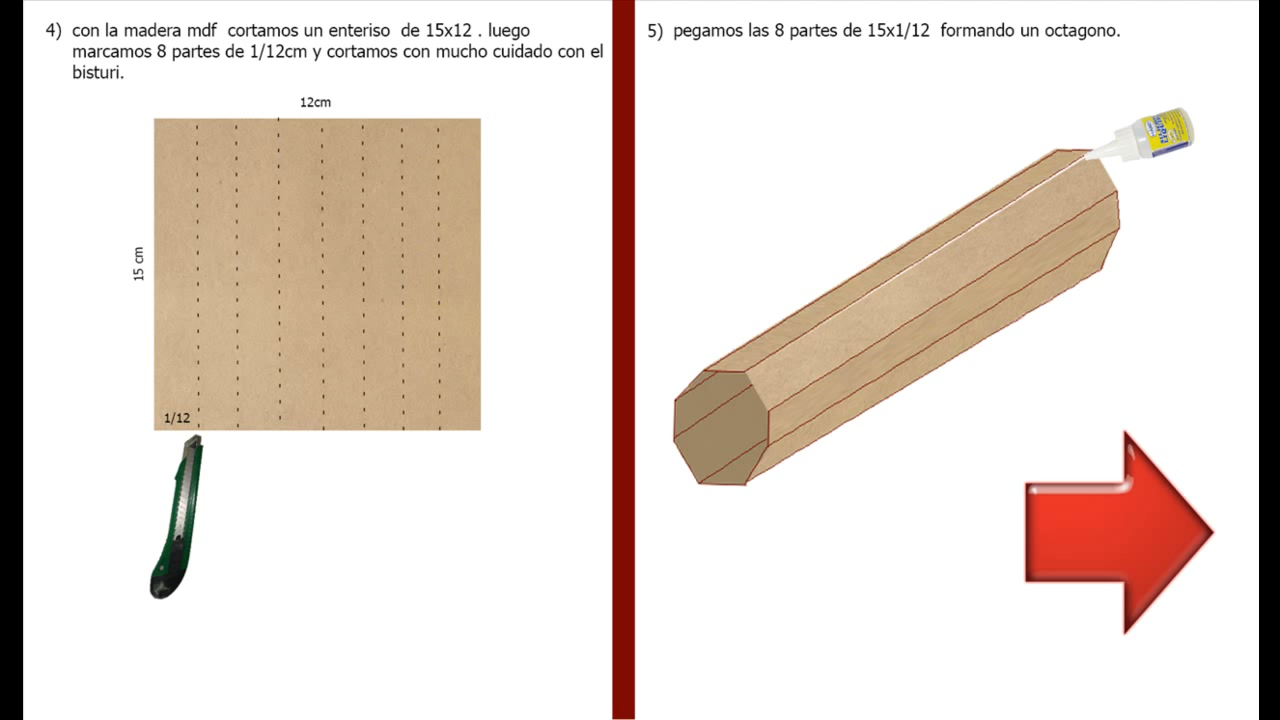 4) con la madera mdf cortamos un enteriso de 15x12 . luego
marcamos 8 partes de 1/12cm y cortamos con mucho cuidado con el
bisturi.
12cm
15 cm
1/12
5) pegamos las 8 partes de 15x1/12 formando un octagono.